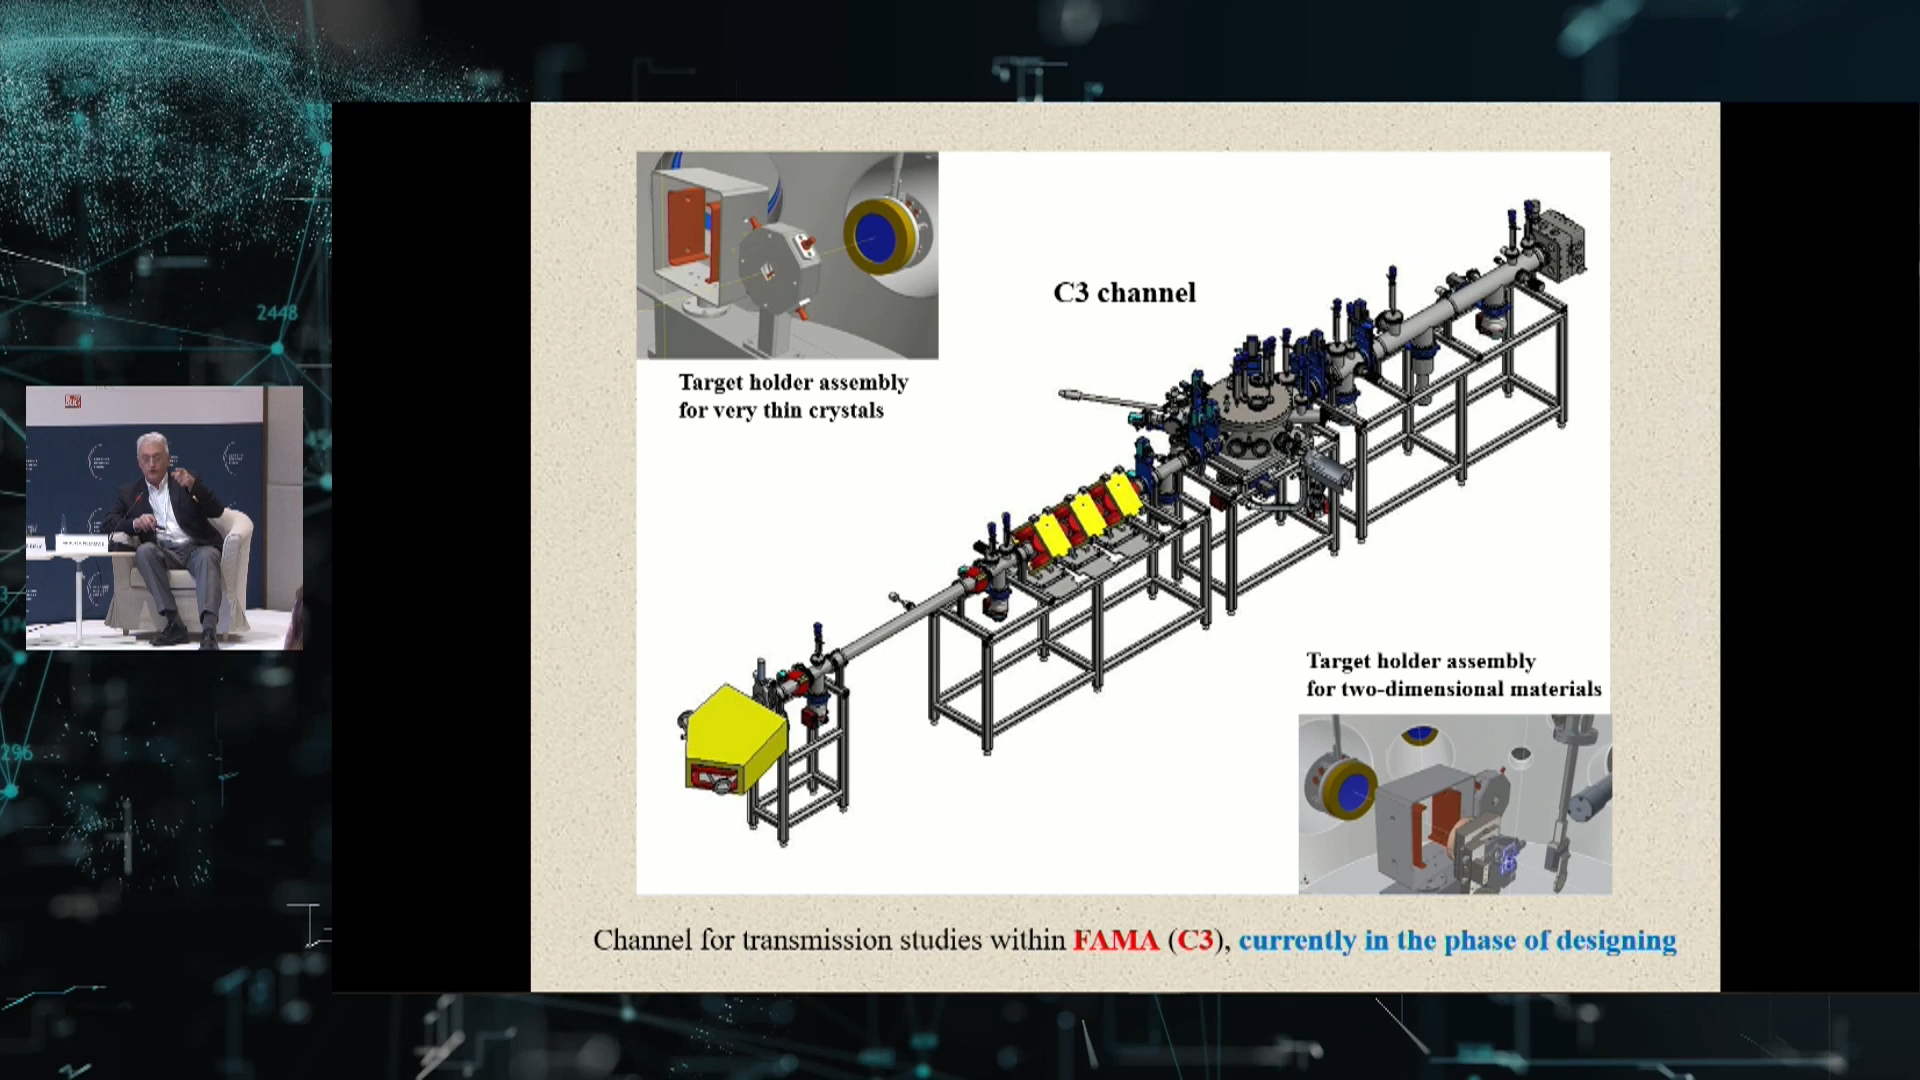 C3 channel
Target holder assembly
for very thin crystals
Target holder assembly
for two-dimensional materials
Channel for transmission studies within FAMA (C3), currently in the phase of designing
2448
296